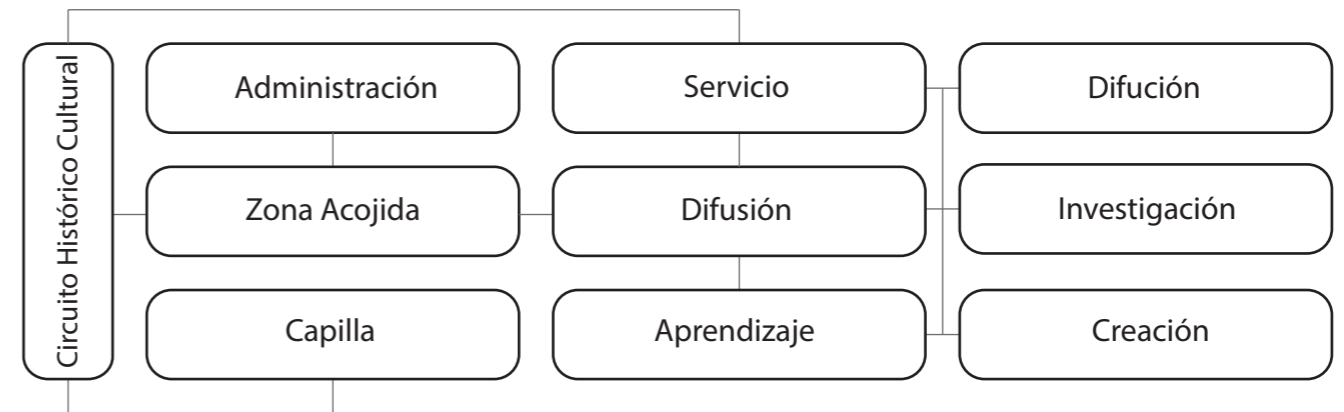 Circuito Histórico Cultural
Administración
Servicio
Difución
Zona Acojida
Difusión
Investigación
Capilla
Aprendizaje
Creación